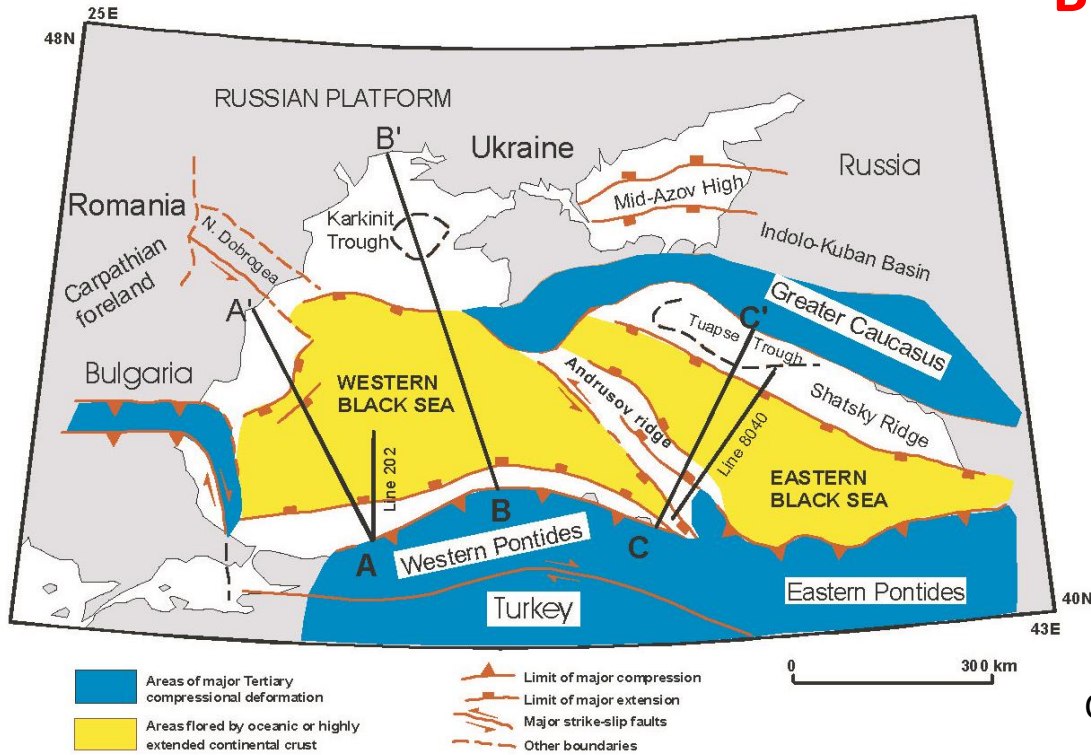 B
25E
48N
RUSSIAN PLATFORM
B'
Ukraine
Russia
Mid-Azov High
Romania
N. Dobrogea
Karkinit
Trough
Indolo-Kuban Basin
Carpathian
foreland
A'
C'
Tuapse Trough
Greater Caucasus
Bulgaria
WESTERN
BLACK SEA
Andrusov ridge
Shatsky Ridge
Line 202
Line 8040
EASTERN
BLACK SEA
B
A
C
Western Pontides
Turkey
Eastern Pontides
40N
43E
Areas of major Tertiary
compressional deformation
Areas flored by oceanic or highly
extended continental crust
Limit of major compression
Limit of major extension
Major strike-slip faults
Other boundaries
0 300 km